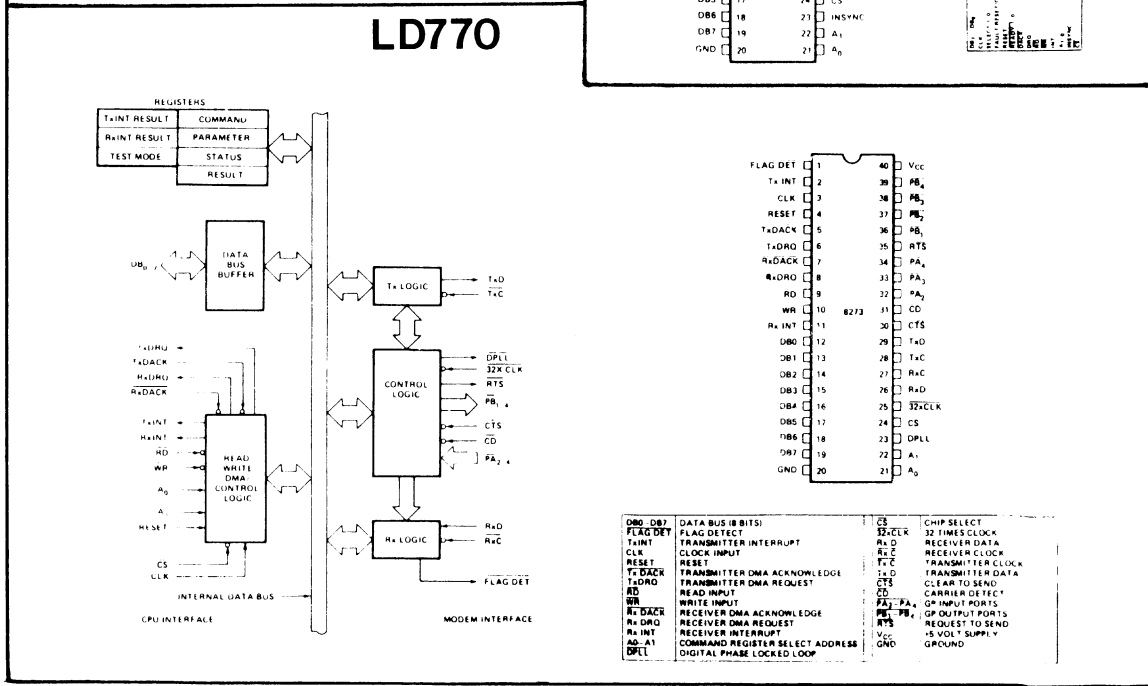 LD770
DB6 18
DB7 19
GND 20
24 CS
23 INSYNC
22 A1
21 A0
REGISTERS
TxINT RESULT COMMAND
RxINT RESULT PARAMETER
TEST MODE STATUS
RESULT
DATA
BUS
BUFFER
Tx LOGIC
TxD
TxC
CONTROL
LOGIC
DPLL
32X CLK
RTS
PB1-4
CTS
CD
PA2-4
TxDRQ
TxDACK
RxDRQ
RxDACK
TxINT
RxINT
RD
WR
A0
RESET
CS
CLK
READ
WRITE
DMA
CONTROL
LOGIC
Rx LOGIC
RxD
RxC
FLAG DET
INTERNAL DATA BUS
CPU INTERFACE
MODEM INTERFACE
FLAG DET 1
Tx INT 2
CLK 3
RESET 4
TxDACK 5
TxDRQ 6
RxDACK 7
RxDRQ 8
RD 9
WR 10
Rx INT 11
DB0 12
DB1 13
DB2 14
DB3 15
DB4 16
DB5 17
DB6 18
DB7 19
GND 20
8273
40 VCC
39 PB4
38 PB3
37 PB2
36 PB1
35 RTS
34 PA4
33 PA3
32 PA2
31 CD
30 CTS
29 TxD
28 TxC
27 RxC
26 RxD
25 32xCLK
24 CS
23 DPLL
22 A1
21 A0
DB0-DB7 DATA BUS (8 BITS)
FLAG DET FLAG DETECT
TxINT TRANSMITTER INTERRUPT
CLK CLOCK INPUT
RESET RESET
Tx DACK TRANSMITTER DMA ACKNOWLEDGE
TxDRQ TRANSMITTER DMA REQUEST
RD READ INPUT
WR WRITE INPUT
Rx DACK RECEIVER DMA ACKNOWLEDGE
Rx DRQ RECEIVER DMA REQUEST
Rx INT RECEIVER INTERRUPT
A0-A1 COMMAND REGISTER SELECT ADDRESS
DPLL DIGITAL PHASE LOCKED LOOP
CS CHIP SELECT
32xCLK 32 TIMES CLOCK
Rx D RECEIVER DATA
Rx C RECEIVER CLOCK
Tx C TRANSMITTER CLOCK
Tx D TRANSMITTER DATA
CTS CLEAR TO SEND
CD CARRIER DETECT
PA2-PA4 GP INPUT PORTS
PB1-PB4 GP OUTPUT PORTS
RTS REQUEST TO SEND
VCC +5 VOLT SUPPLY
GND GROUND